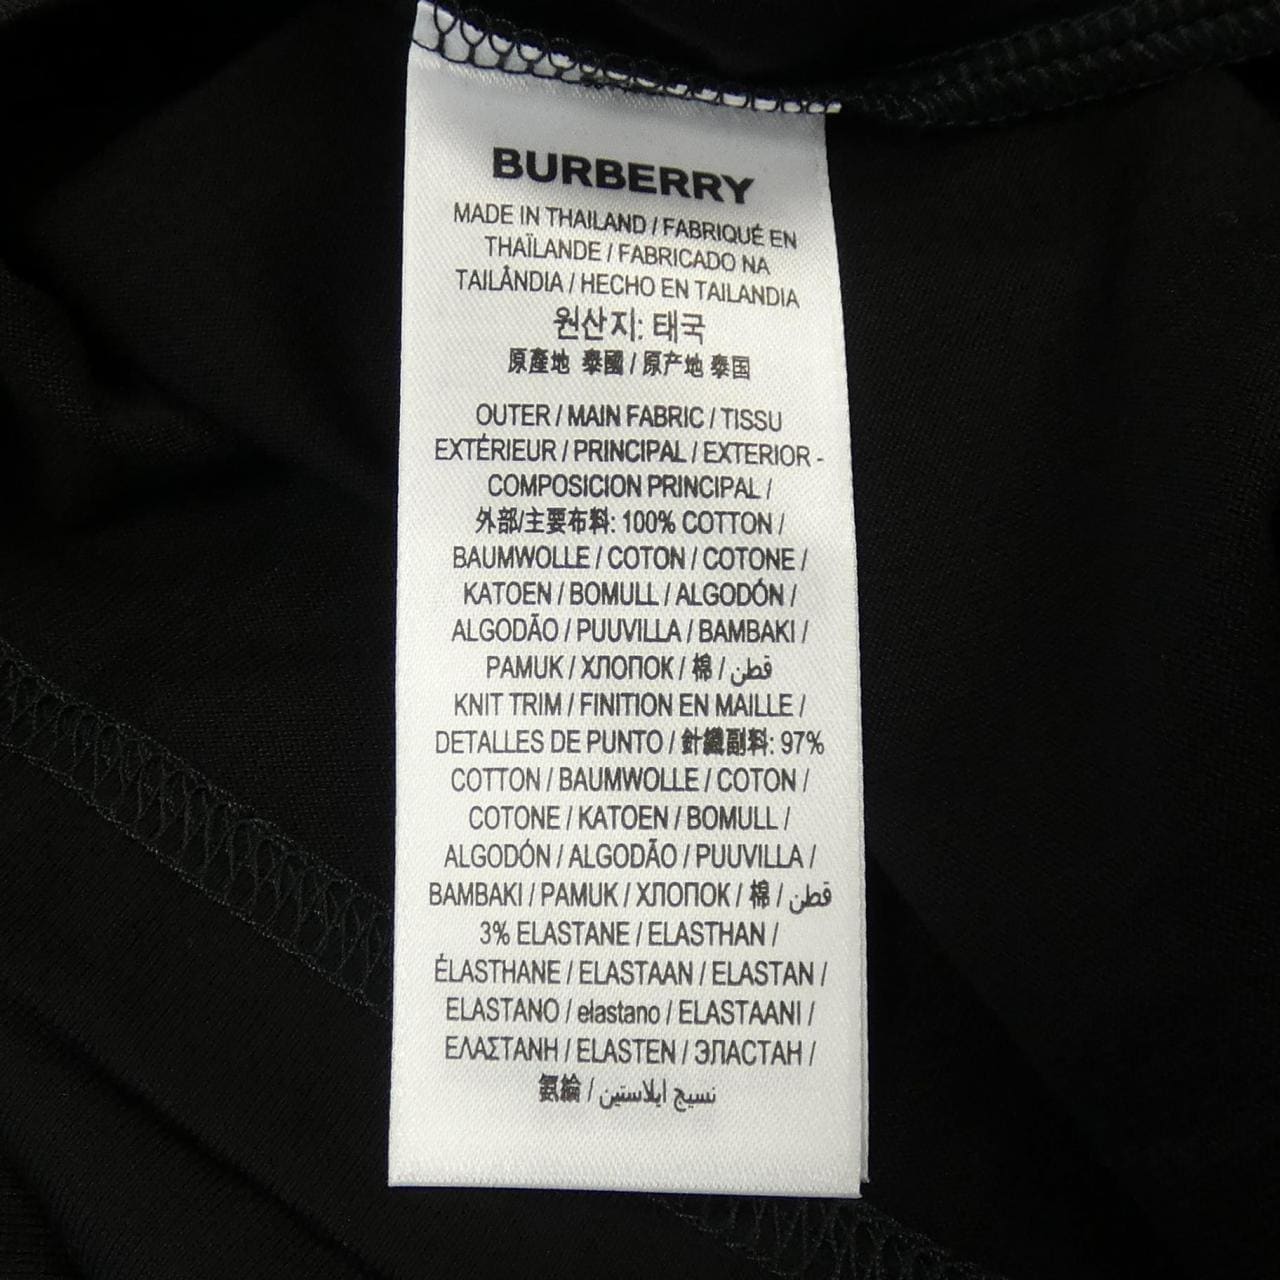 BURBERRY
MADE IN THAILAND / FABRIQUÉ EN
THAÏLANDE / FABRICADO NA
TAILÂNDIA / HECHO EN TAILANDIA
원산지: 태국
原產地 泰國 / 原产地 泰国
OUTER / MAIN FABRIC / TISSU
EXTÉRIEUR / PRINCIPAL / EXTERIOR -
COMPOSICION PRINCIPAL /
外部/主要布料: 100% COTTON /
BAUMWOLLE / COTON / COTONE /
KATOEN / BOMULL / ALGODÓN /
ALGODÃO / PUUVILLA / BAMBAKI /
PAMUK / ХЛОПОК / 棉 / قطن
KNIT TRIM / FINITION EN MAILLE /
DETALLES DE PUNTO / 針織副料: 97%
COTTON / BAUMWOLLE / COTON /
COTONE / KATOEN / BOMULL /
ALGODÓN / ALGODÃO / PUUVILLA /
BAMBAKI / PAMUK / ХЛОПОК / 棉 / قطن
3% ELASTANE / ELASTHAN /
ÉLASTHANE / ELASTAAN / ELASTAN /
ELASTANO / elastano / ELASTAANI /
ΕΛΑΣΤΑΝΗ / ELASTEN / ЭЛАСТАН /
氨綸 / نسيج ايلاستين